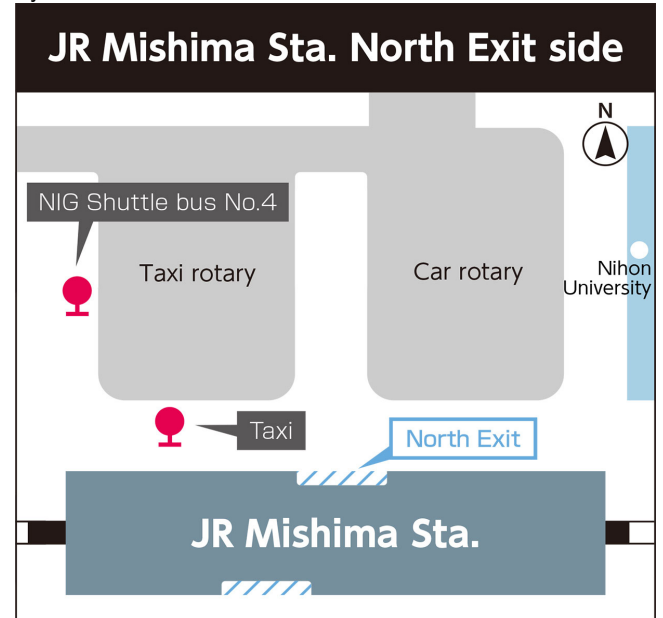 JR Mishima Sta. North Exit side
N
NIG Shuttle bus No.4
Taxi rotary
Car rotary
Nihon
University
Taxi
North Exit
JR Mishima Sta.